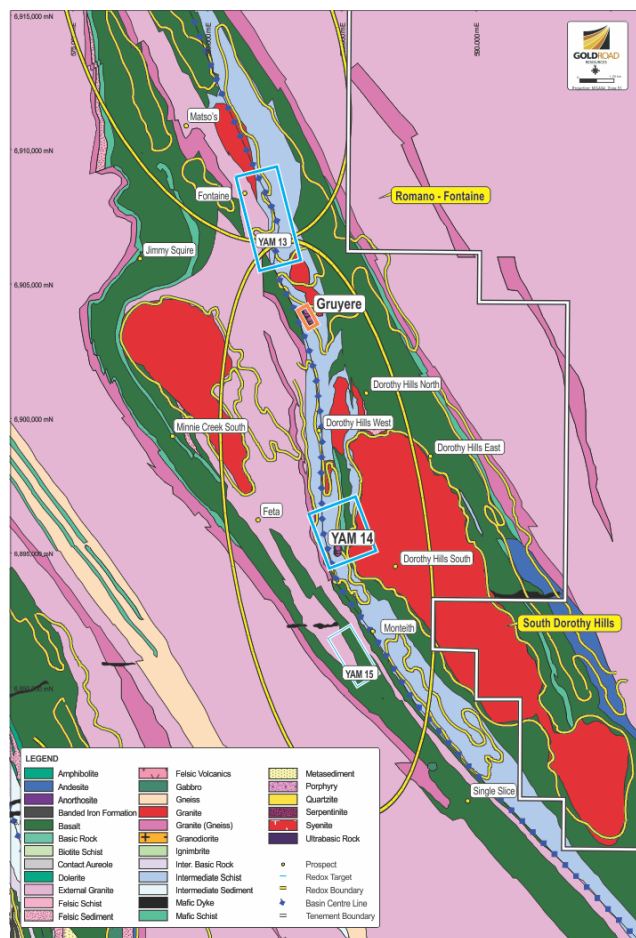 6,915,000 mN
580,000 mE
GOLD ROAD
RESOURCES
Matso's
6,910,000 mN
Fontaine
Romano - Fontaine
YAM 13
Jimmy Squire
6,905,000 mN
Gruyere
Dorothy Hills North
6,900,000 mN
Minnie Creek South
Dorothy Hills West
Dorothy Hills East
Feta
YAM 14
6,895,000 mN
Dorothy Hills South
South Dorothy Hills
Monteith
YAM 15
6,890,000 mN
Single Slice
LEGEND
Amphibolite
Andesite
Anorthosite
Banded Iron Formation
Basalt
Basic Rock
Biotite Schist
Contact Aureole
Dolerite
External Granite
Felsic Schist
Felsic Sediment
Felsic Volcanics
Gabbro
Gneiss
Granite
Granite (Gneiss)
Granodiorite
Ignimbrite
Inter. Basic Rock
Intermediate Schist
Intermediate Sediment
Mafic Dyke
Mafic Schist
Metasediment
Porphyry
Quartzite
Serpentinite
Syenite
Ultrabasic Rock
Prospect
Redox Target
Redox Boundary
Basin Centre Line
Tenement Boundary